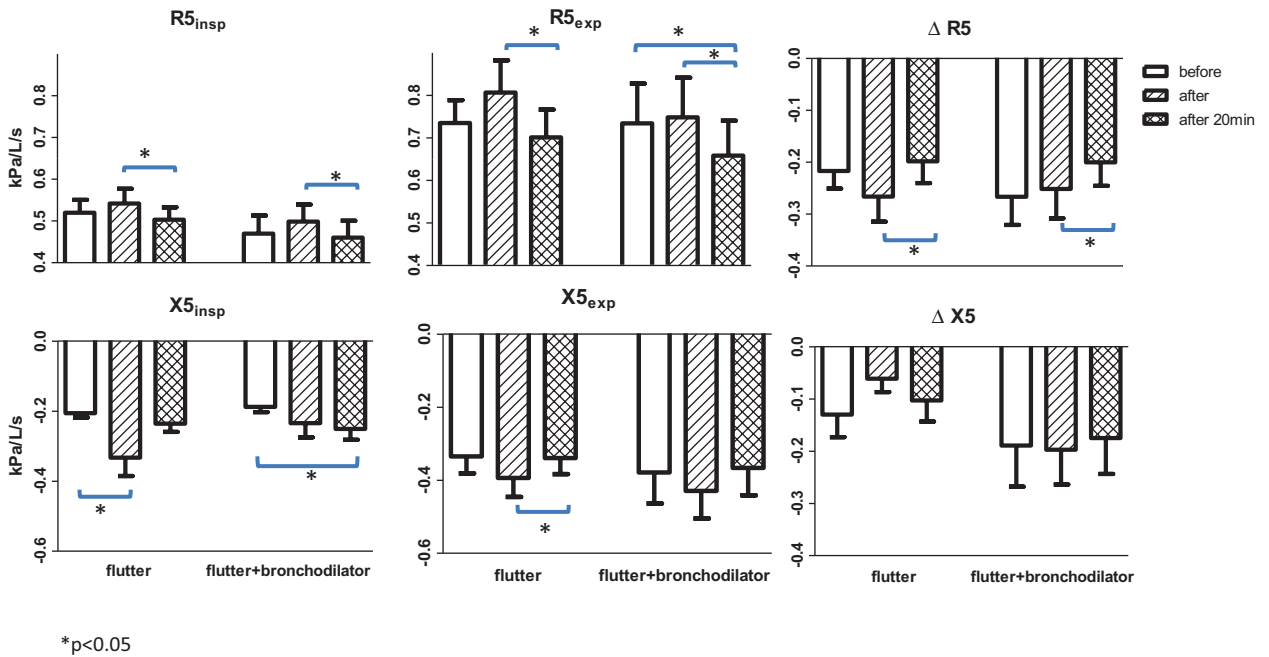 R5insp
kPa/L/s
0.8
0.7
0.6
0.5
0.4
*
*
R5exp
0.8
0.7
0.6
0.5
0.4
*
*
*
Δ R5
0.0
-0.1
-0.2
-0.3
-0.4
*
*
before
after
after 20min
X5insp
kPa/L/s
0.0
-0.2
-0.4
-0.6
*
*
flutter
flutter+bronchodilator
X5exp
0.0
-0.2
-0.4
-0.6
*
flutter
flutter+bronchodilator
Δ X5
0.0
-0.1
-0.2
-0.3
-0.4
flutter
flutter+bronchodilator
*p<0.05